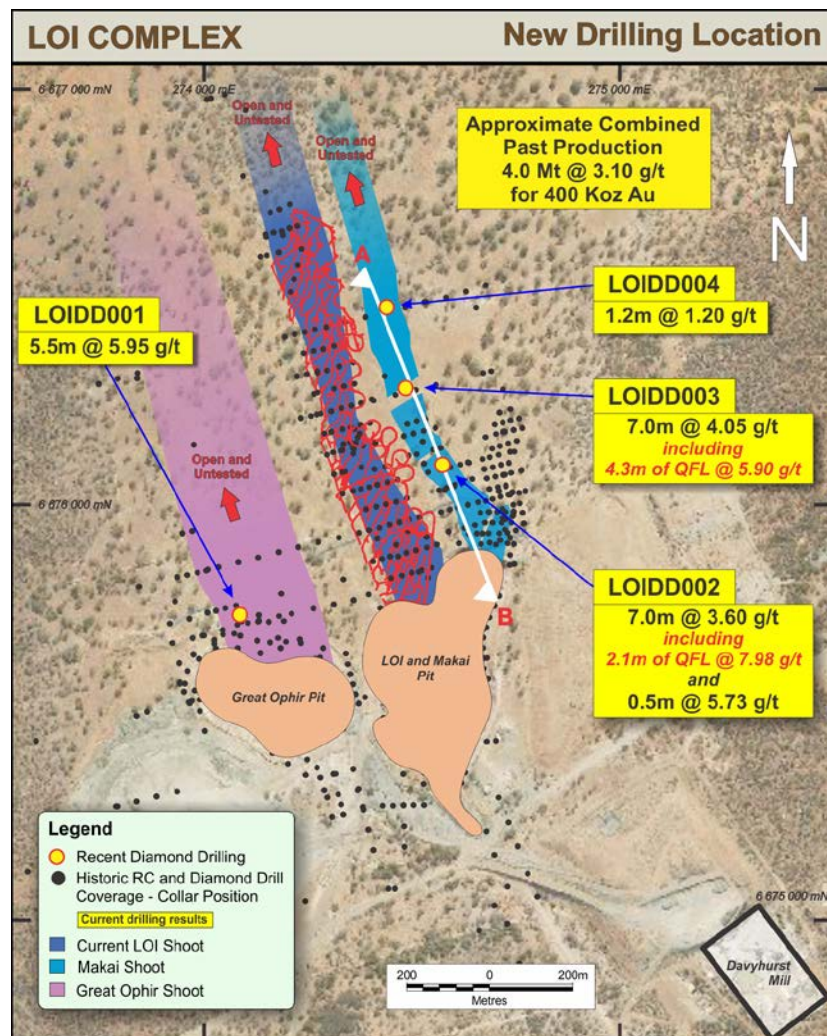 LOI COMPLEX
New Drilling Location
6 677 000 mN
274 000 mE
275 000 mE
Open and
Untested
Open and
Untested
Approximate Combined
Past Production
4.0 Mt @ 3.10 g/t
for 400 Koz Au
N
A
LOIDD004
1.2m @ 1.20 g/t
LOIDD001
5.5m @ 5.95 g/t
LOIDD003
7.0m @ 4.05 g/t
including
4.3m of QFL @ 5.90 g/t
Open and
Untested
6 676 000 mN
LOIDD002
7.0m @ 3.60 g/t
including
2.1m of QFL @ 7.98 g/t
and
0.5m @ 5.73 g/t
B
LOI and Makai
Pit
Great Ophir Pit
Legend
Recent Diamond Drilling
Historic RC and Diamond Drill
Coverage - Collar Position
Current drilling results
Current LOI Shoot
Makai Shoot
Great Ophir Shoot
200 0 200m
Metres
6 675 000 mN
Davyhurst
Mill